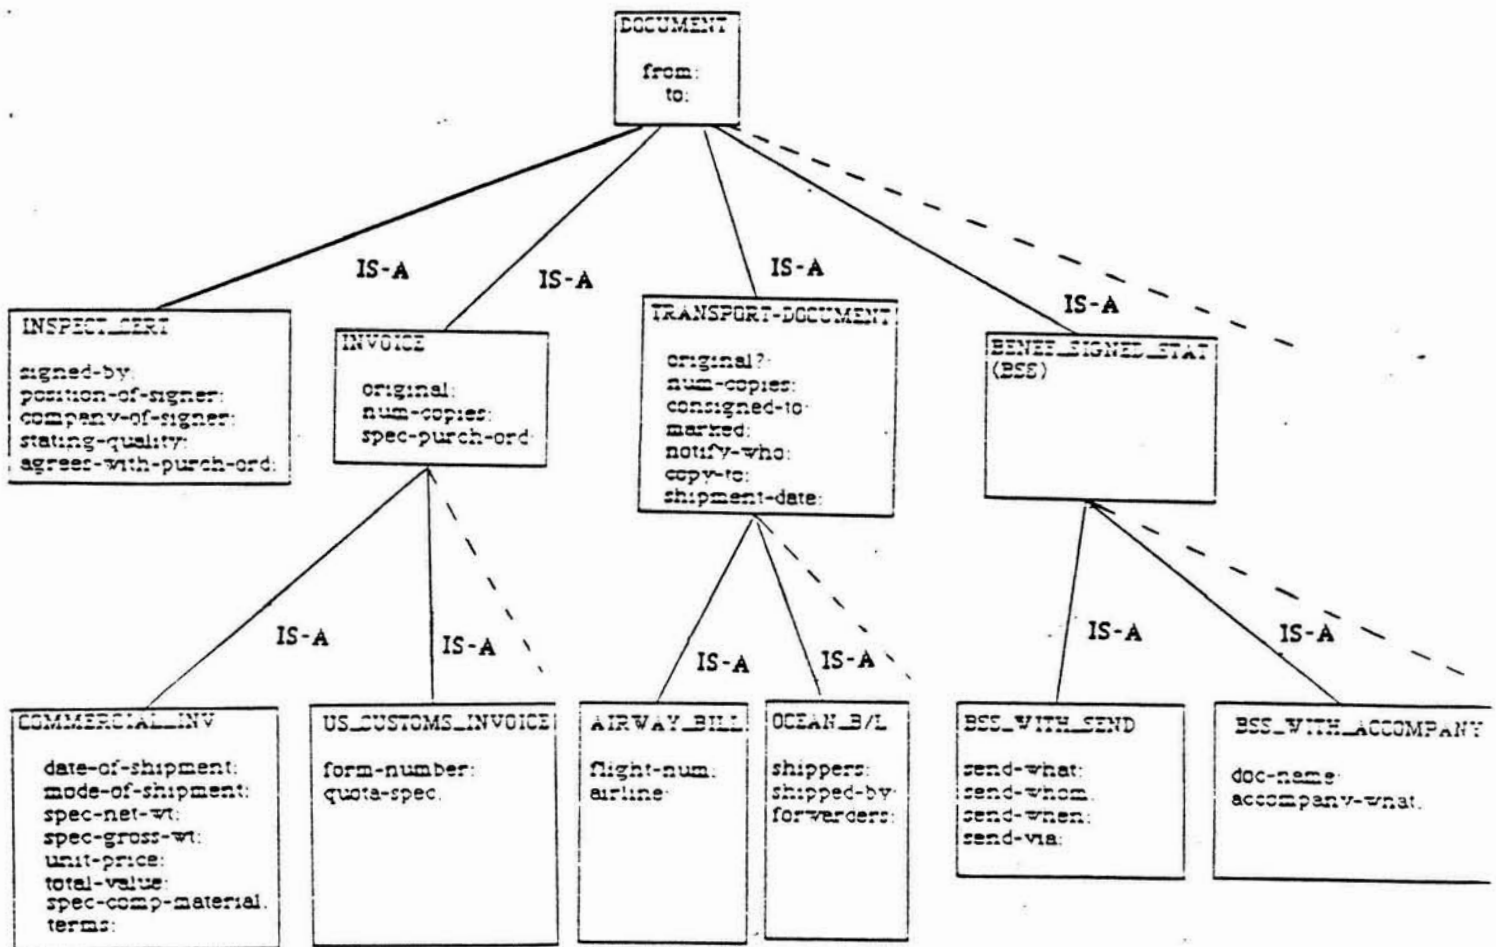 DOCUMENT
from:
to:
IS-A
IS-A
IS-A
IS-A
INSPECT_CERT
signed-by:
position-of-signer:
company-of-signer:
stating-quality:
agrees-with-purch-ord:
INVOICE
original:
num-copies:
spec-purch-ord:
TRANSPORT-DOCUMENT
original?:
num-copies:
consigned-to:
marked:
notify-who:
copy-to:
shipment-date:
BENEF_SIGNED_STAT
(BSS)
IS-A
IS-A
IS-A
IS-A
IS-A
IS-A
COMMERCIAL_INV
date-of-shipment:
mode-of-shipment:
spec-net-wt:
spec-gross-wt:
unit-price:
total-value:
spec-comp-material:
terms:
US_CUSTOMS_INVOICE
form-number:
quota-spec:
AIRWAY_BILL
flight-num:
airline:
OCEAN_B/L
shippers:
shipped-by:
forwarders:
BSS_WITH_SEND
send-what:
send-whom:
send-when:
send-via:
BSS_WITH_ACCOMPANY
doc-name:
accompany-what: